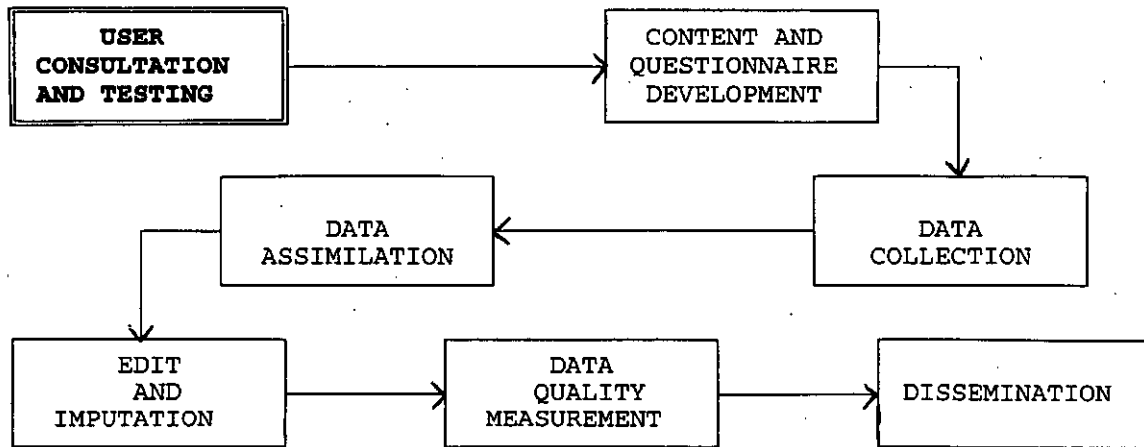 USER
CONSULTATION
AND TESTING
CONTENT AND
QUESTIONNAIRE
DEVELOPMENT
DATA
COLLECTION
DATA
ASSIMILATION
EDIT
AND
IMPUTATION
DATA
QUALITY
MEASUREMENT
DISSEMINATION